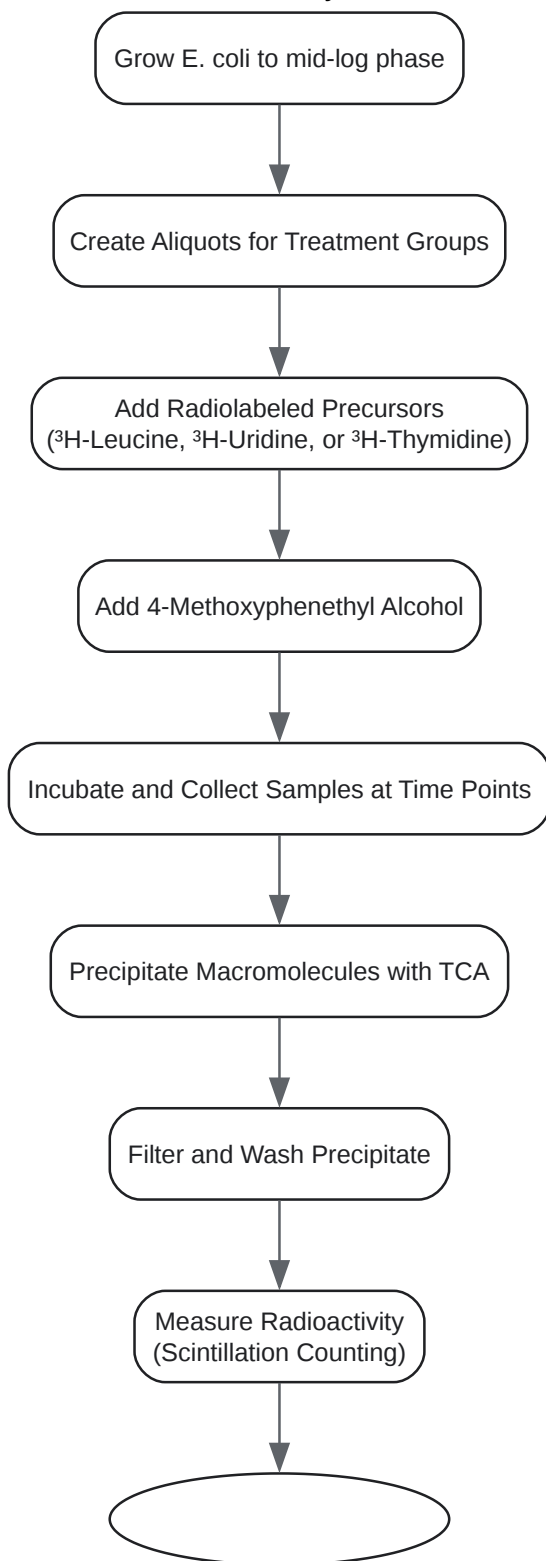 Grow E. coli to mid-log phase
Create Aliquots for Treatment Groups
Add Radiolabeled Precursors
(³H-Leucine, ³H-Uridine, or ³H-Thymidine)
Add 4-Methoxyphenethyl Alcohol
Incubate and Collect Samples at Time Points
Precipitate Macromolecules with TCA
Filter and Wash Precipitate
Measure Radioactivity
(Scintillation Counting)